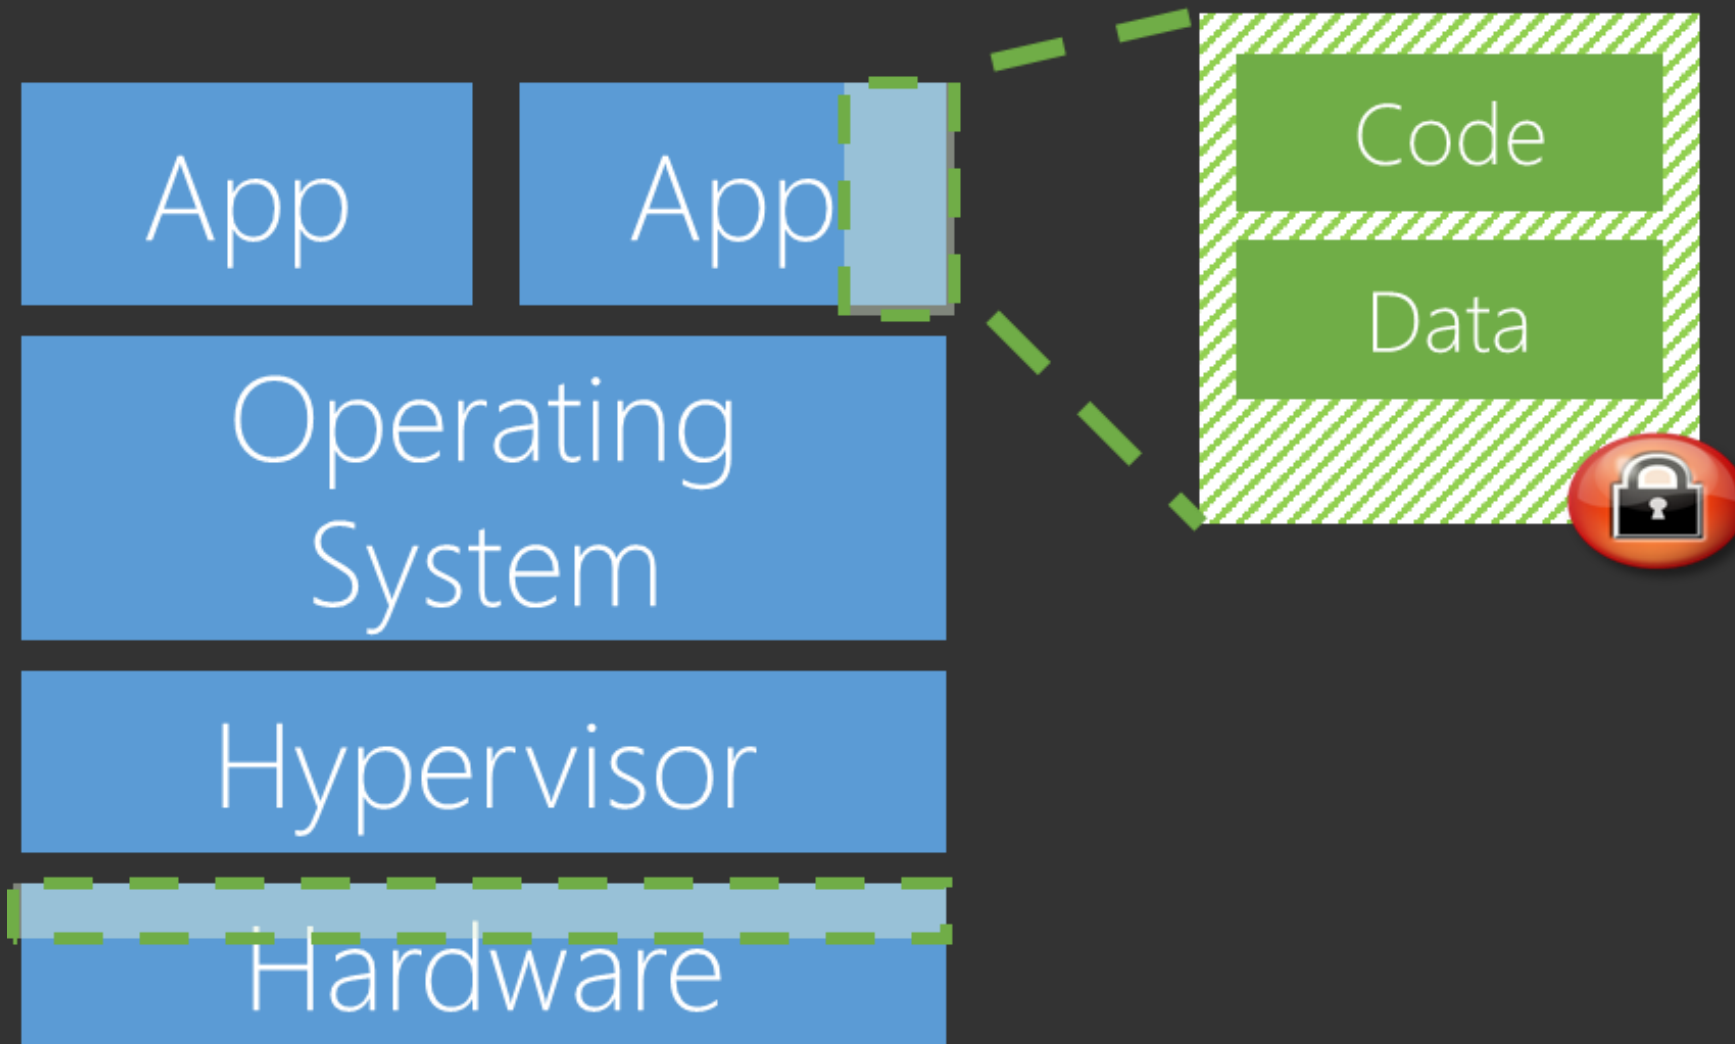 App
App
Code
Data
Operating
System
Hypervisor
Hardware